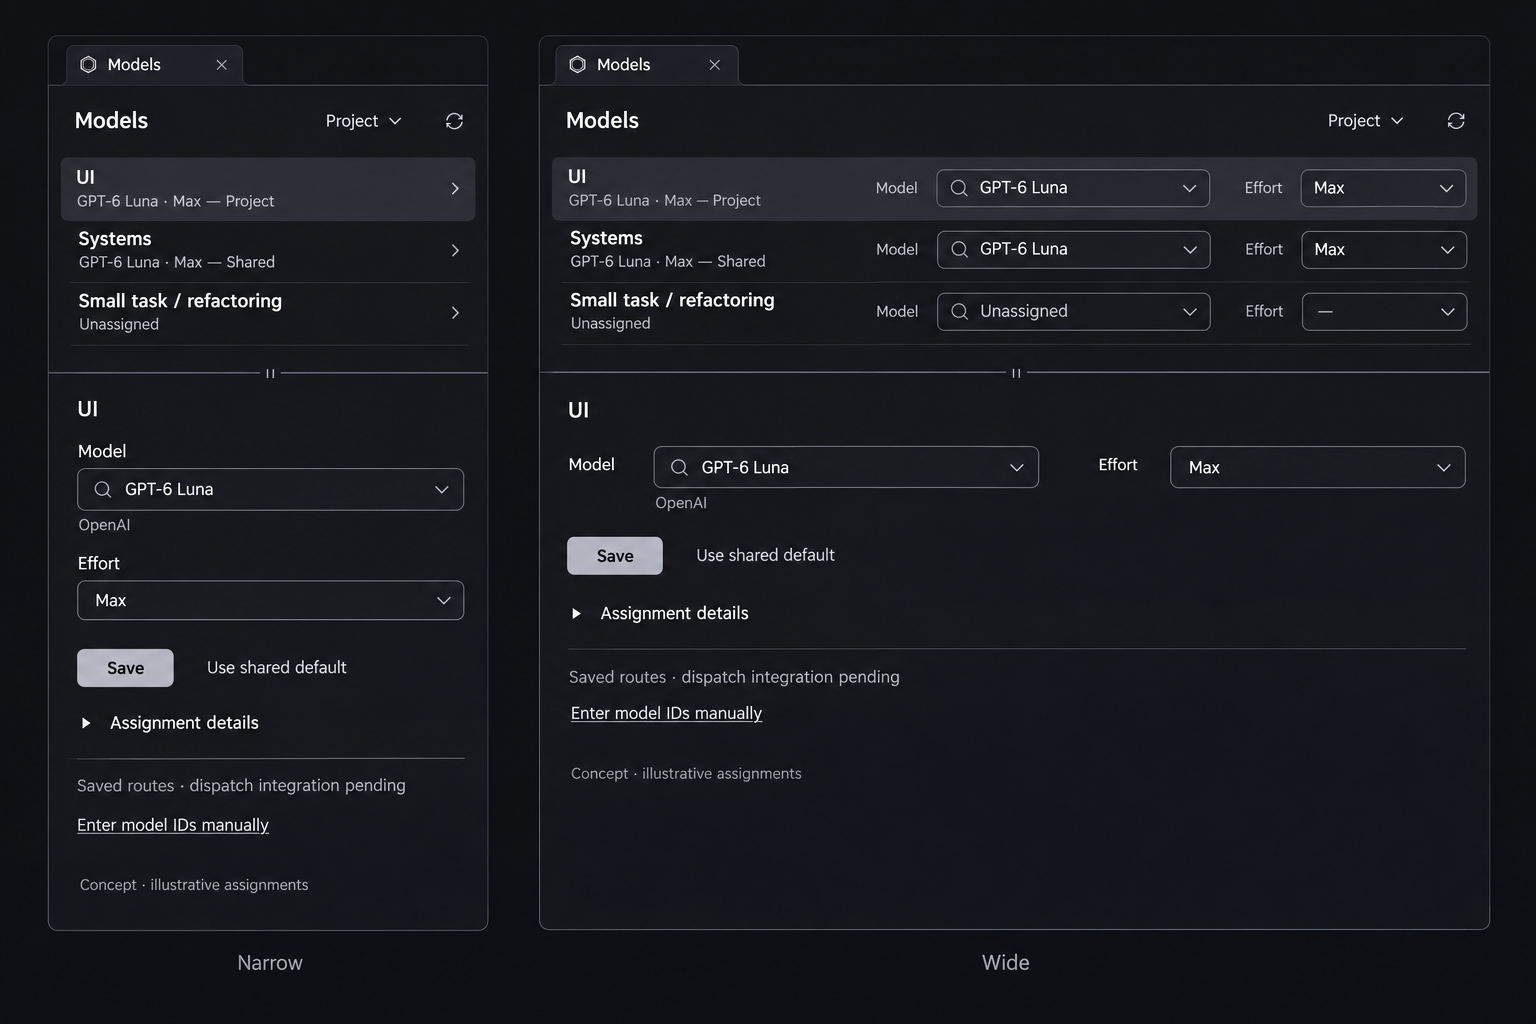 Models
Models
Project
UI
GPT-6 Luna · Max — Project
Systems
GPT-6 Luna · Max — Shared
Small task / refactoring
Unassigned
UI
Model
GPT-6 Luna
OpenAI
Effort
Max
Save Use shared default
Assignment details
Saved routes · dispatch integration pending
Enter model IDs manually
Concept · illustrative assignments
Narrow
Models
Models
Project
UI
GPT-6 Luna · Max — Project
Model GPT-6 Luna Effort Max
Systems
GPT-6 Luna · Max — Shared
Model GPT-6 Luna Effort Max
Small task / refactoring
Unassigned
Model Unassigned Effort —
UI
Model GPT-6 Luna Effort Max
OpenAI
Save Use shared default
Assignment details
Saved routes · dispatch integration pending
Enter model IDs manually
Concept · illustrative assignments
Wide